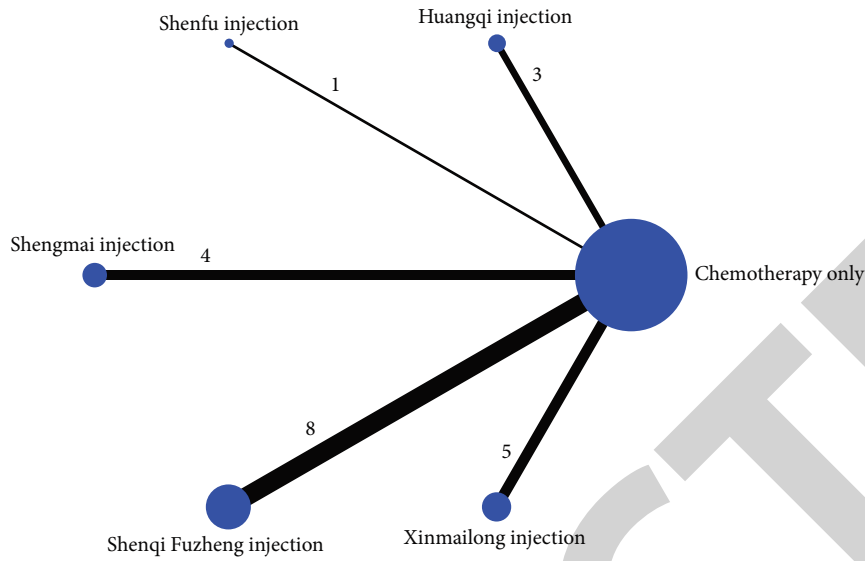 Huangqi injection
Shenfu injection
3
1
Shengmai injection
4
Chemotherapy only
8
5
Xinmailong injection
Shenqi Fuzheng injection